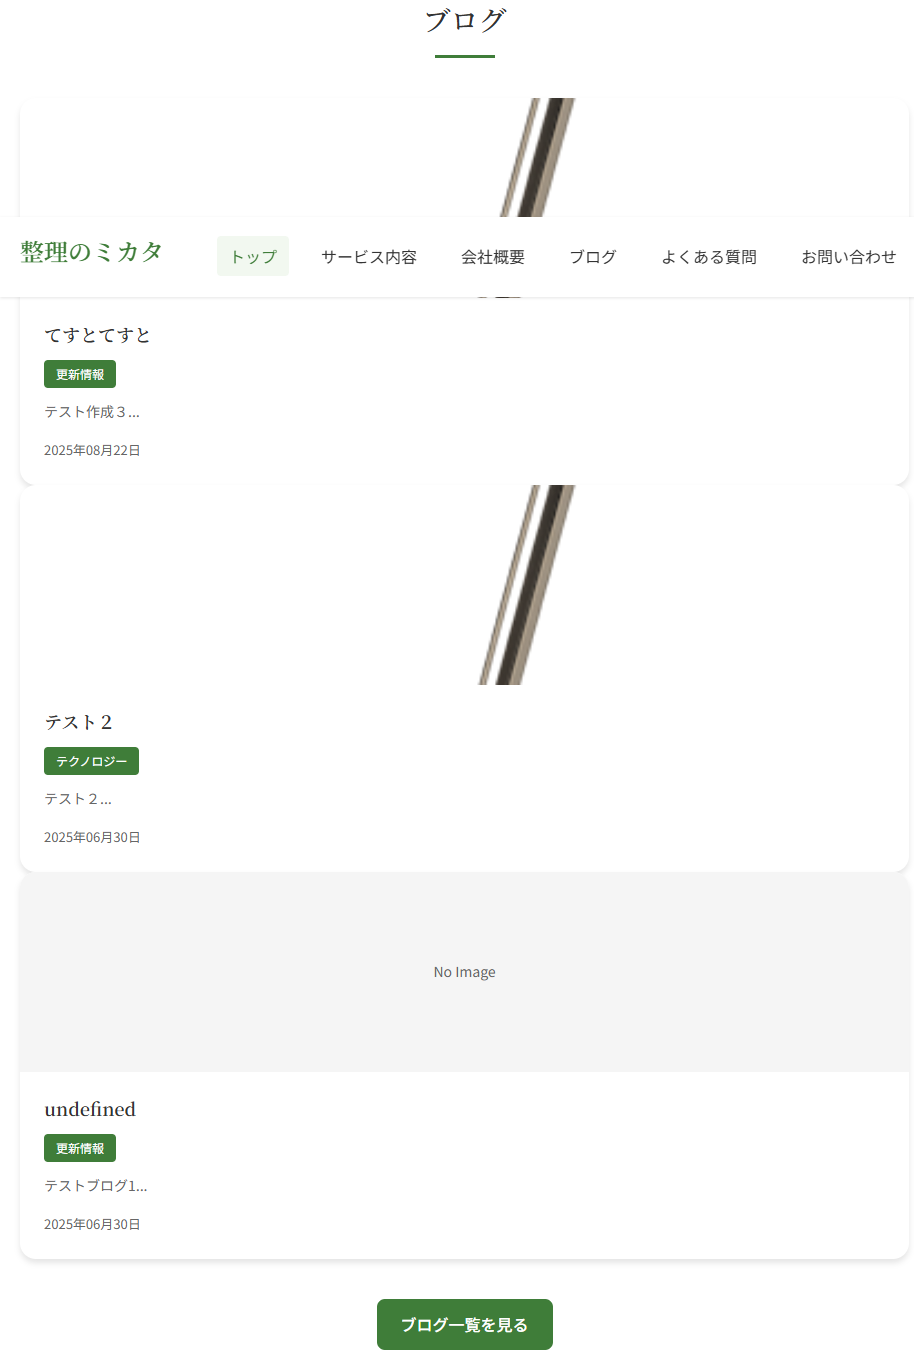 ブログ
整理のミカタ トップ サービス内容 会社概要 ブログ よくある質問 お問い合わせ
てすとてすと
更新情報
テスト作成３...
2025年08月22日
テスト２
テクノロジー
テスト２...
2025年06月30日
No Image
undefined
更新情報
テストブログ1...
2025年06月30日
ブログ一覧を見る